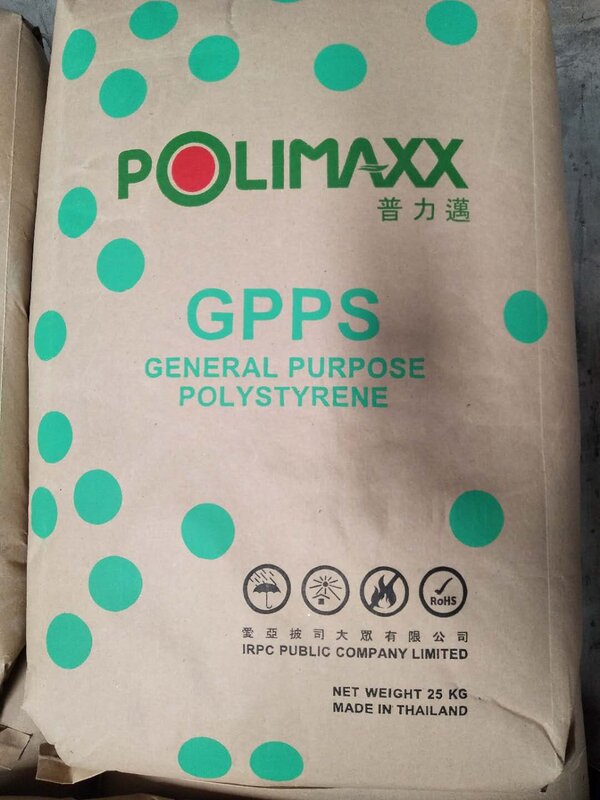 POLIMAXX
普力邁
GPPS
GENERAL PURPOSE
POLYSTYRENE
RoHS
愛亞披司大眾有限公司
IRPC PUBLIC COMPANY LIMITED
NET WEIGHT 25 KG
MADE IN THAILAND